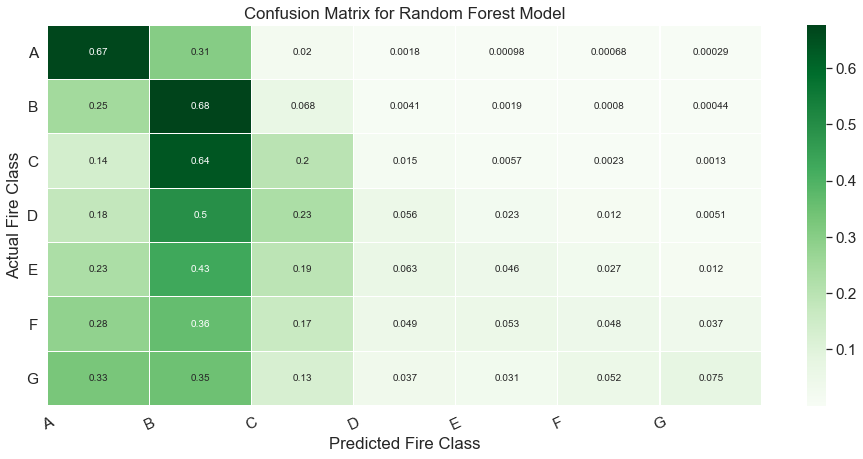 Confusion Matrix for Random Forest Model
A 0.67 0.31 0.02 0.0018 0.00098 0.00068 0.00029
B 0.25 0.68 0.068 0.0041 0.0019 0.0008 0.00044
C 0.14 0.64 0.2 0.015 0.0057 0.0023 0.0013
D 0.18 0.5 0.23 0.056 0.023 0.012 0.0051
E 0.23 0.43 0.19 0.063 0.046 0.027 0.012
F 0.28 0.36 0.17 0.049 0.053 0.048 0.037
G 0.33 0.35 0.13 0.037 0.031 0.052 0.075
A B C D E F G
Predicted Fire Class
Actual Fire Class
0.6
0.5
0.4
0.3
0.2
0.1